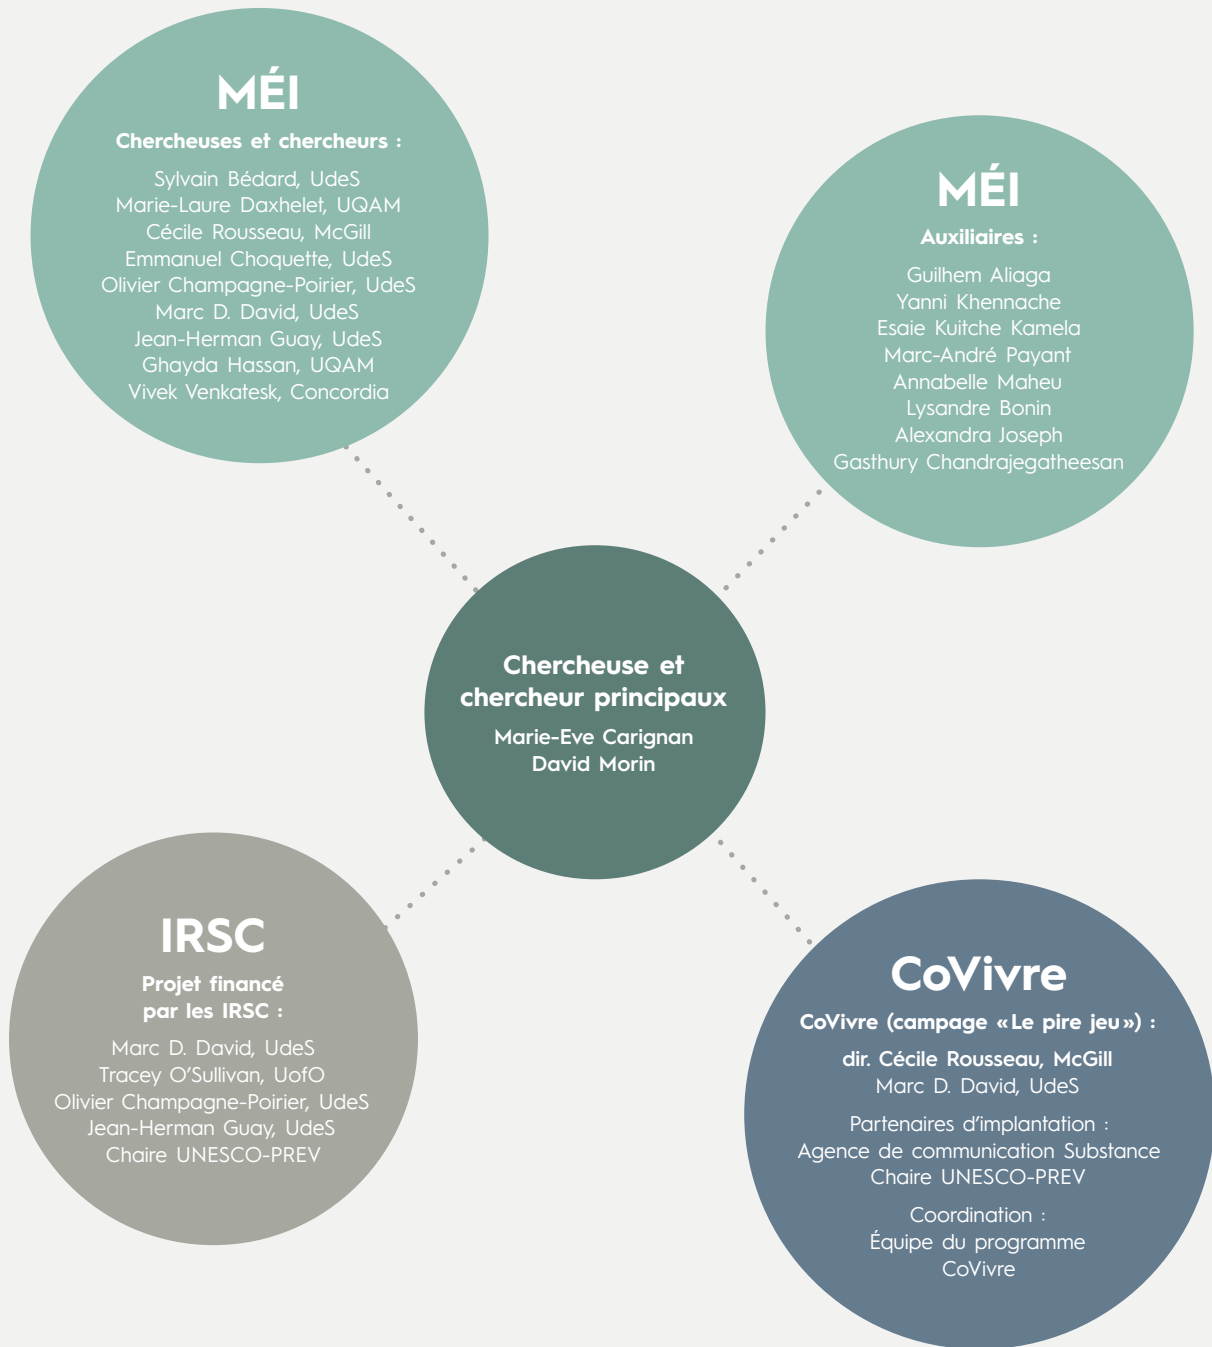 MÉI
Chercheuses et chercheurs :
Sylvain Bédard, UdeS
Marie-Laure Daxhelet, UQAM
Cécile Rousseau, McGill
Emmanuel Choquette, UdeS
Olivier Champagne-Poirier, UdeS
Marc D. David, UdeS
Jean-Herman Guay, UdeS
Ghayda Hassan, UQAM
Vivek Venkatesk, Concordia
MÉI
Auxiliaires :
Guilhem Aliaga
Yanni Khennache
Esaie Kuitche Kamela
Marc-André Payant
Annabelle Maheu
Lysandre Bonin
Alexandra Joseph
Gasthury Chandrajegatheesan
Chercheuse et
chercheur principaux
Marie-Eve Carignan
David Morin
IRSC
Projet financé
par les IRSC :
Marc D. David, UdeS
Tracey O’Sullivan, UofO
Olivier Champagne-Poirier, UdeS
Jean-Herman Guay, UdeS
Chaire UNESCO-PREV
CoVivre
CoVivre (campage «Le pire jeu») :
dir. Cécile Rousseau, McGill
Marc D. David, UdeS
Partenaires d’implantation :
Agence de communication Substance
Chaire UNESCO-PREV
Coordination :
Équipe du programme
CoVivre